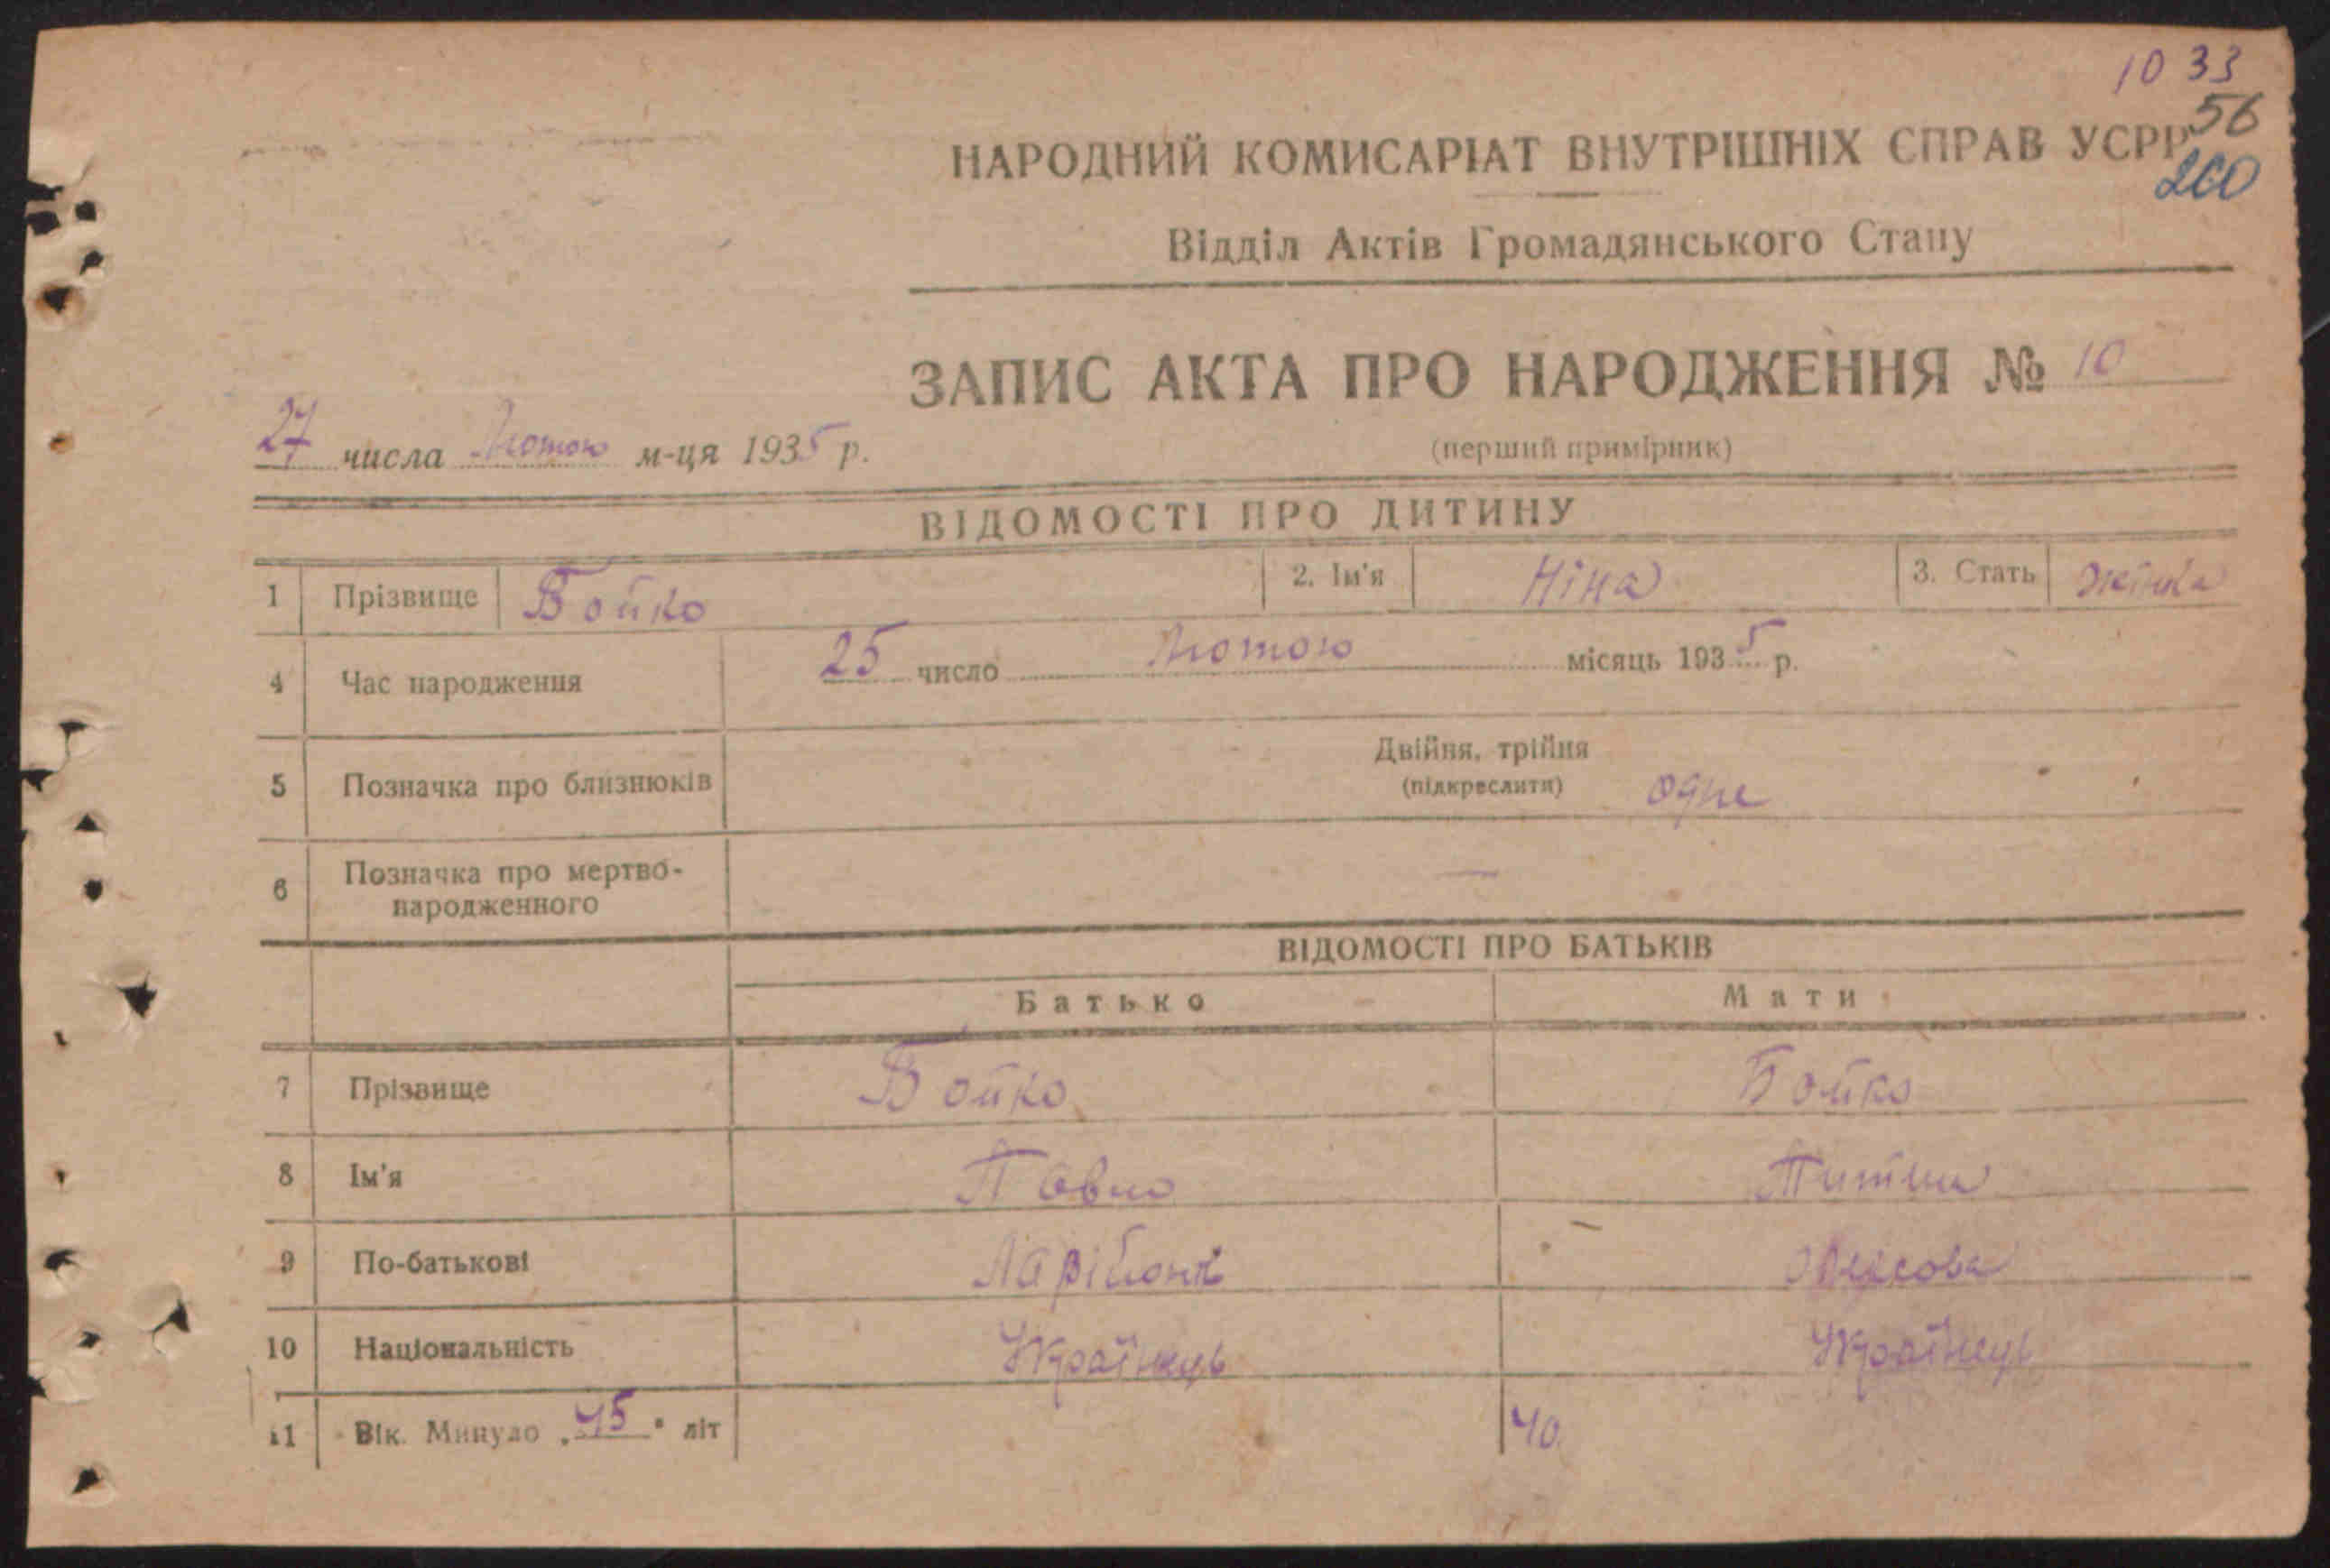 10 33
56
НАРОДНИЙ КОМИСАРІАТ ВНУТРІШНІХ СПРАВ УСРР
260
Відділ Актів Громадянського Стану
ЗАПИС АКТА ПРО НАРОДЖЕННЯ № 10
27 числа Лютого м-ця 1935 р.
(перший примірник)
ВІДОМОСТІ ПРО ДИТИНУ
1 Прізвище Бойко 2. Ім'я Ніна 3. Стать жінка
4 Час народження 25 число Лютого місяць 1935 р.
5 Позначка про близнюків Двійня, трійня
(підкреслити) одне
6 Позначка про мертво-
народженного —
ВІДОМОСТІ ПРО БАТЬКІВ
Батько Мати
7 Прізвище Бойко Бойко
8 Ім'я Павло
9 По-батькові
10 Національність Українець Українець
11 Вік. Минуло „45" літ 40